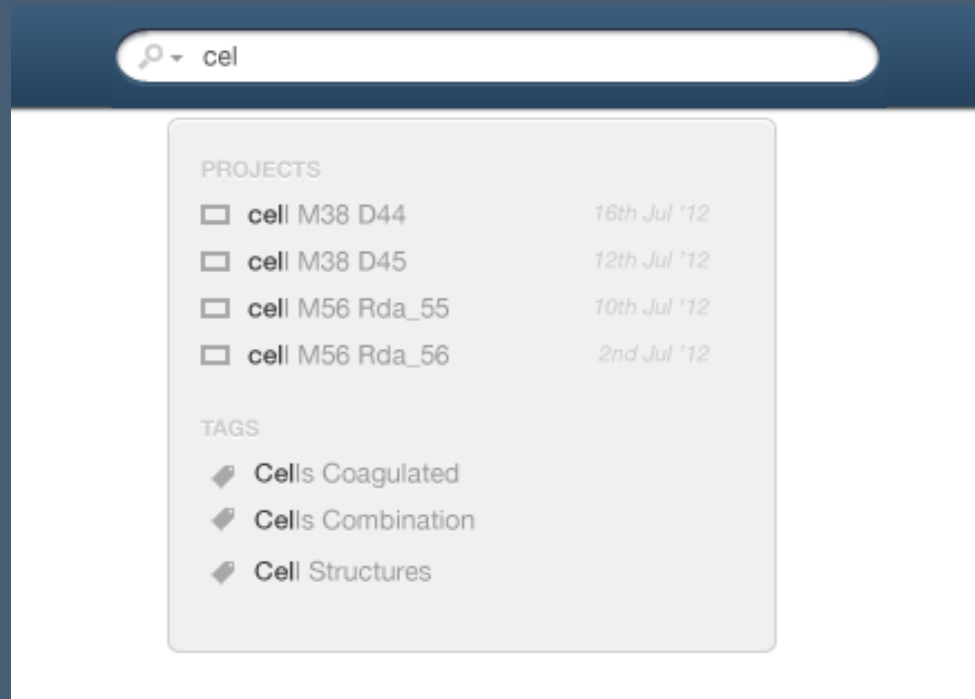 cel
PROJECTS
cell M38 D44 16th Jul '12
cell M38 D45 12th Jul '12
cell M56 Rda_55 10th Jul '12
cell M56 Rda_56 2nd Jul '12
TAGS
Cells Coagulated
Cells Combination
Cell Structures